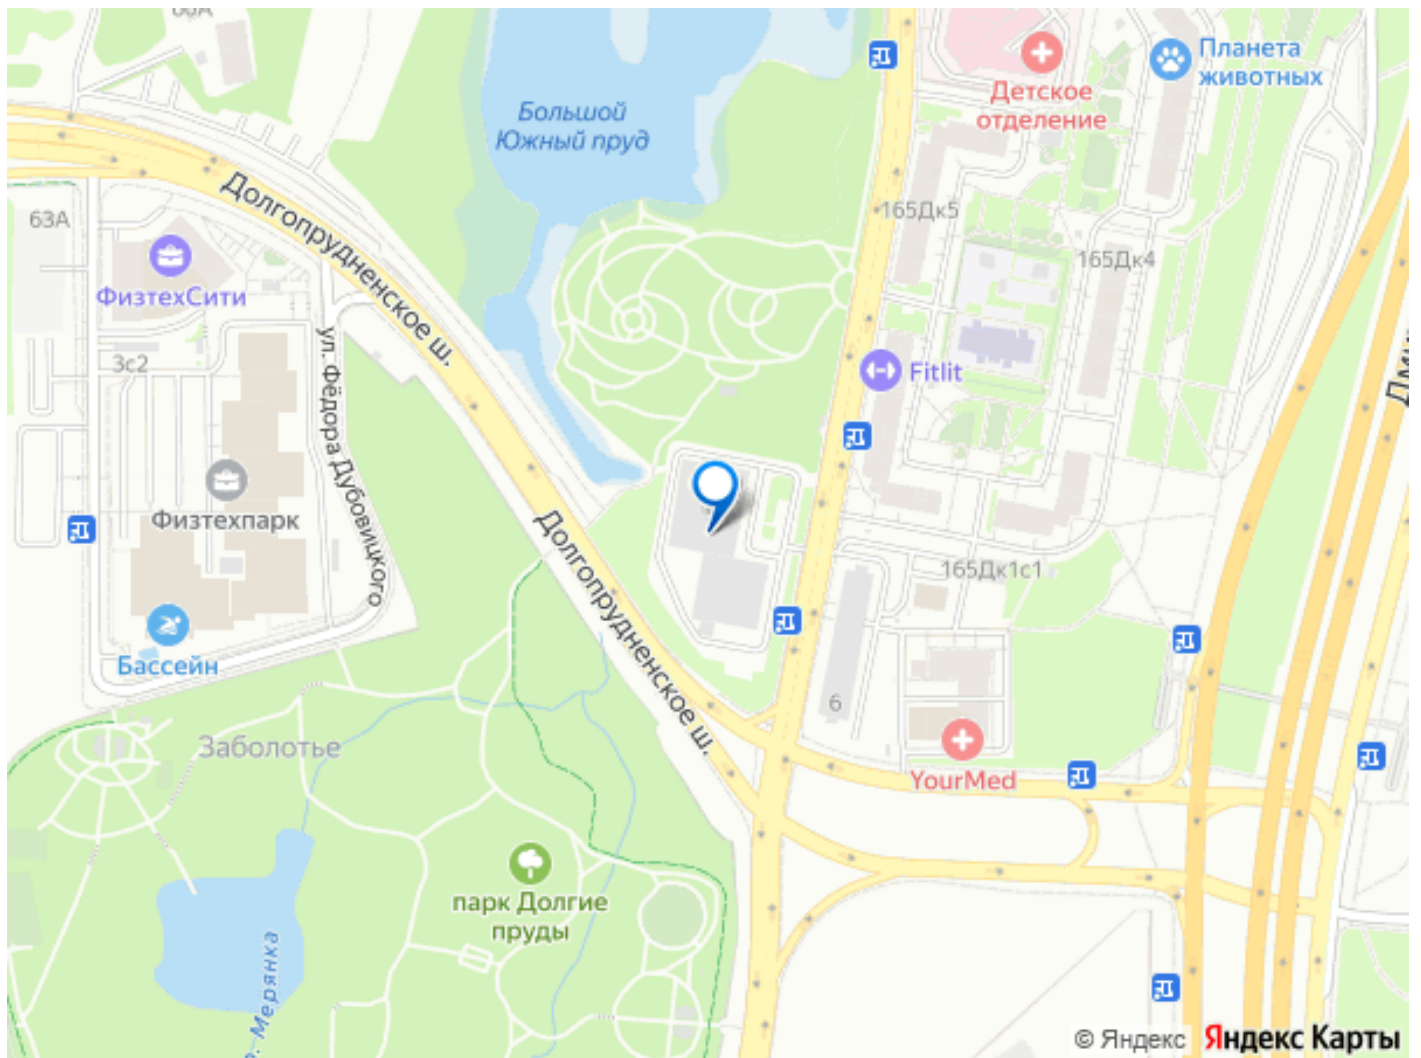 Большой
Южный пруд
Детское
отделение
Планета
животных
63А
ФизтехСити
Долгопрудненское ш.
165Дк5
165Дк4
3с2
ул. Фёдора Дубовицкого
Fitlit
Физтехпарк
Долгопрудненское ш.
165Дк1с1
Бассейн
6
Заболотье
YourMed
парк Долгие
пруды
Мерянка
© Яндекс Яндекс Карты